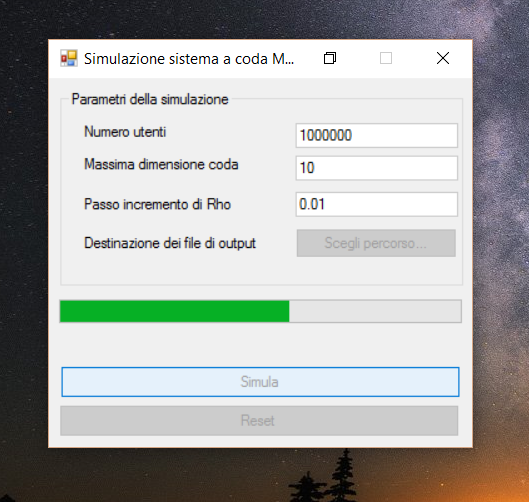 Simulazione sistema a coda M...
Parametri della simulazione
Numero utenti
1000000
Massima dimensione coda
10
Passo incremento di Rho
0.01
Destinazione dei file di output
Scegli percorso...
Simula
Reset